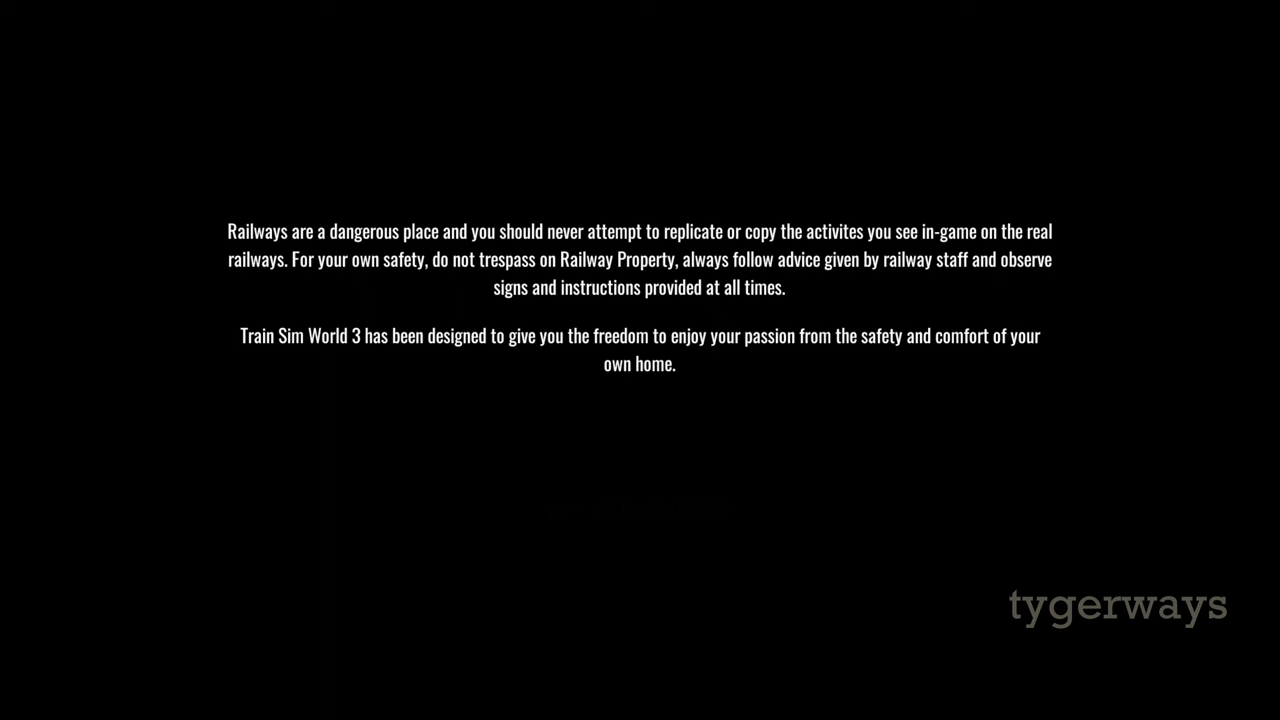 Railways are a dangerous place and you should never attempt to replicate or copy the activites you see in-game on the real
railways. For your own safety, do not trespass on Railway Property, always follow advice given by railway staff and observe
signs and instructions provided at all times.
Train Sim World 3 has been designed to give you the freedom to enjoy your passion from the safety and comfort of your
own home.
tygerways